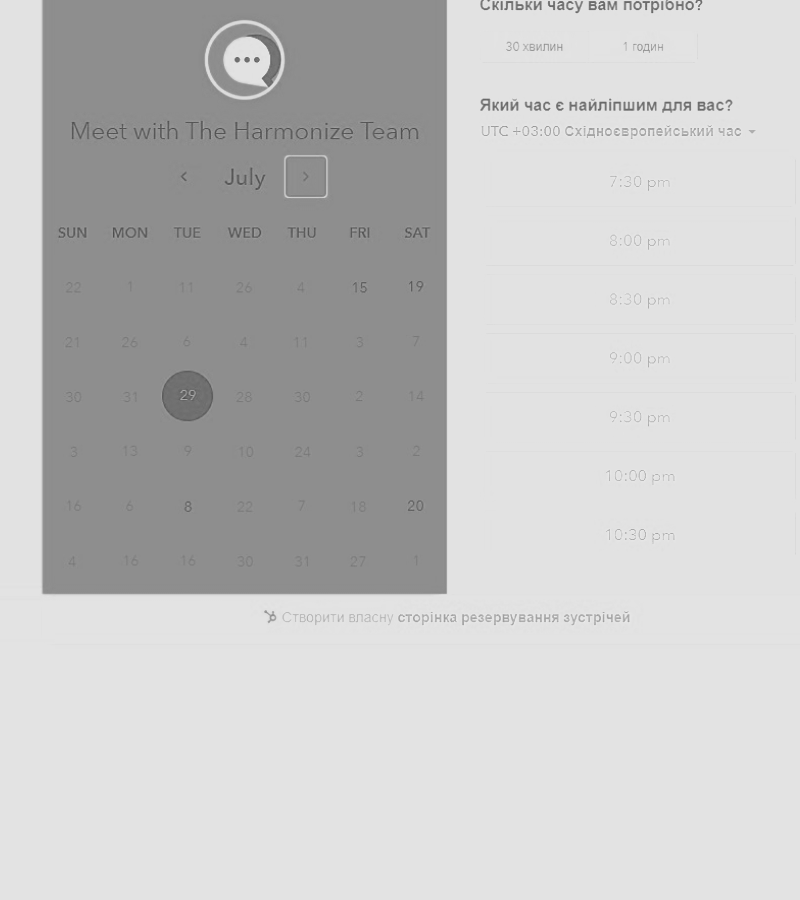 Скільки часу вам потрібно?
30 хвилин 1 годин
Meet with The Harmonize Team
July
SUN MON TUE WED THU FRI SAT
22 1 11 26 4 15 19
21 26 6 4 11 3 7
30 31 29 28 30 2 14
3 13 9 10 24 3 2
16 6 8 22 7 18 20
4 16 16 30 31 27 1
Який час є найліпшим для вас?
UTC +03:00 Східноєвропейський час
7:30 pm
8:00 pm
8:30 pm
9:00 pm
9:30 pm
10:00 pm
10:30 pm
Створити власну сторінка резервування зустрічей